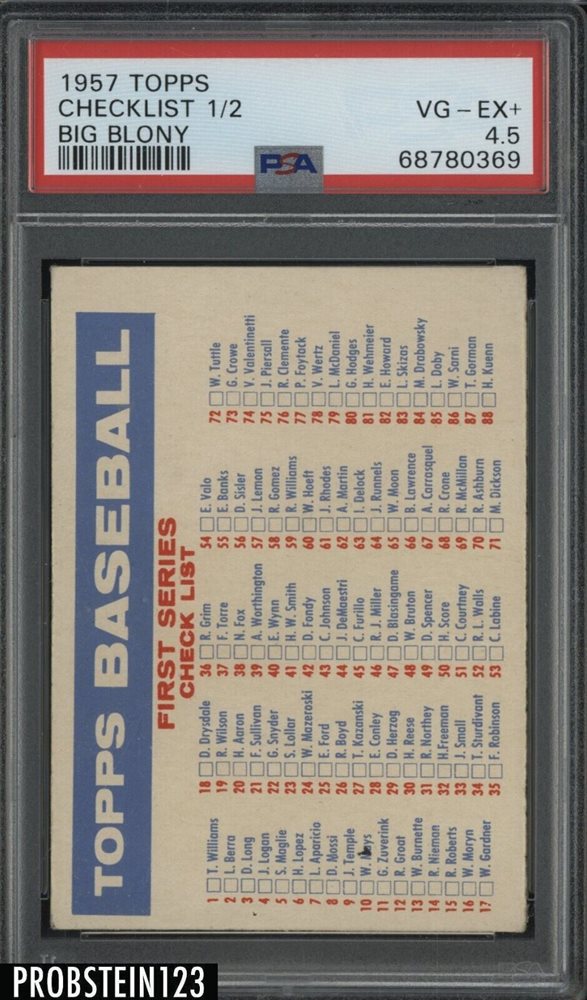 1957 TOPPS
CHECKLIST 1/2
BIG BLONY
VG - EX+
4.5
68780369
PSA
TOPPS BASEBALL
FIRST SERIES
CHECK LIST
1 T. Williams
2 L. Berra
3 D. Long
4 J. Logan
5 S. Maglie
6 H. Lopez
7 L. Aparicio
8 D. Mossi
9 J. Temple
10 W. Mays
11 G. Zuverink
12 R. Groat
13 W. Burnette
14 R. Nieman
15 R. Roberts
16 W. Moryn
17 W. Gardner
18 D. Drysdale
19 R. Wilson
20 H. Aaron
21 F. Sullivan
22 G. Snyder
23 S. Lollar
24 W. Mazeroski
25 E. Ford
26 R. Boyd
27 T. Kazanski
28 E. Conley
29 D. Herzog
30 H. Reese
31 R. Northey
32 H.Freeman
33 J. Small
34 T. Sturdivant
35 F. Robinson
36 R. Grim
37 F. Torre
38 N. Fox
39 A. Worthington
40 E. Wynn
41 H. W. Smith
42 D. Fondy
43 C. Johnson
44 J. DeMaestri
45 C. Furillo
46 R. J. Miller
47 D. Blasingame
48 W. Bruton
49 D. Spencer
50 H. Score
51 C. Courtney
52 R. L. Walls
53 C. Labine
54 E. Valo
55 E. Banks
56 D. Sisler
57 J. Lemon
58 R. Gomez
59 R. Williams
60 W. Hoeft
61 J. Rhodes
62 A. Martin
63 I. Delock
64 J. Runnels
65 W. Moon
66 B. Lawrence
67 A. Carrasquel
68 R. Crone
69 R. McMillan
70 R. Ashburn
71 M. Dickson
72 W. Tuttle
73 G. Crowe
74 V. Valentinetti
75 J. Piersall
76 R. Clemente
77 P. Foytack
78 V. Wertz
79 L. McDaniel
80 G. Hodges
81 H. Wehmeier
82 E. Howard
83 L. Skizas
84 M. Drabowsky
85 L. Doby
86 W. Sarni
87 T. Gorman
88 H. Kuenn
PROBSTEIN123